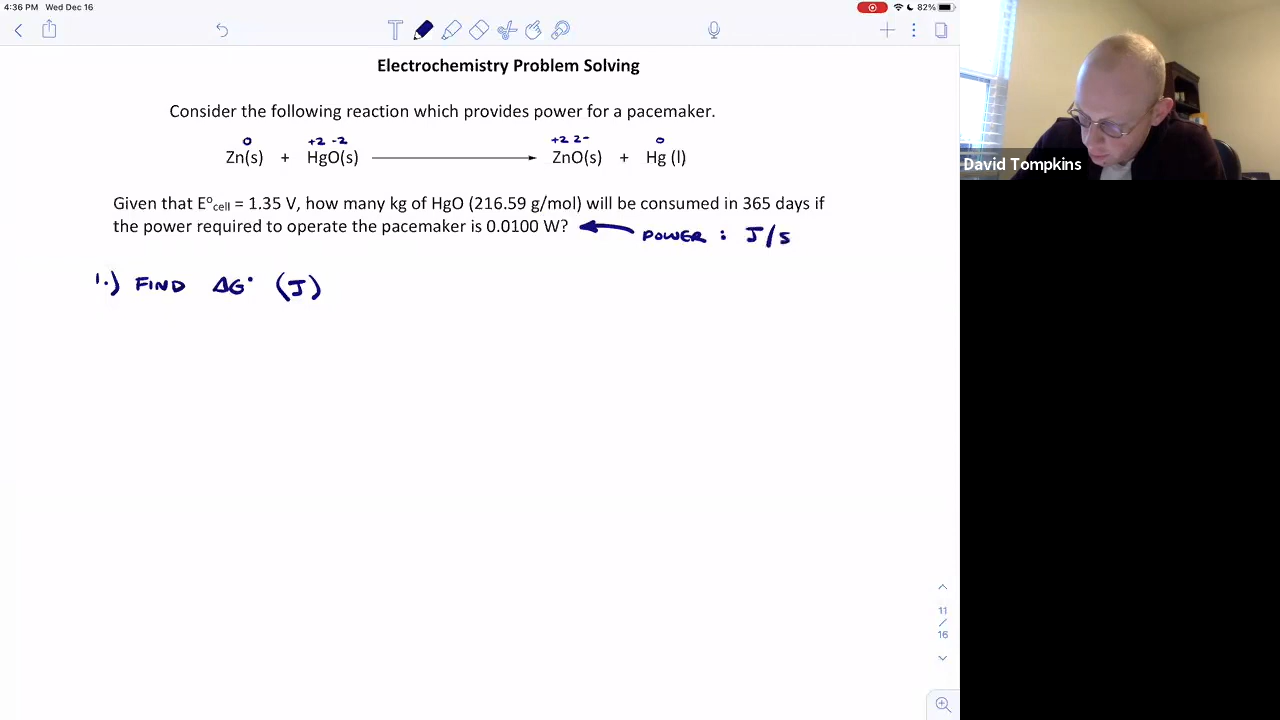 4:36 PM Wed Dec 16
82%
Electrochemistry Problem Solving
Consider the following reaction which provides power for a pacemaker.
0 +2 -2 +2 2- 0
Zn(s) + HgO(s) ⟶ ZnO(s) + Hg (l)
Given that E°cell = 1.35 V, how many kg of HgO (216.59 g/mol) will be consumed in 365 days if
the power required to operate the pacemaker is 0.0100 W? ← POWER : J/s
1.) FIND ΔG° (J)
David Tompkins
11
/
16